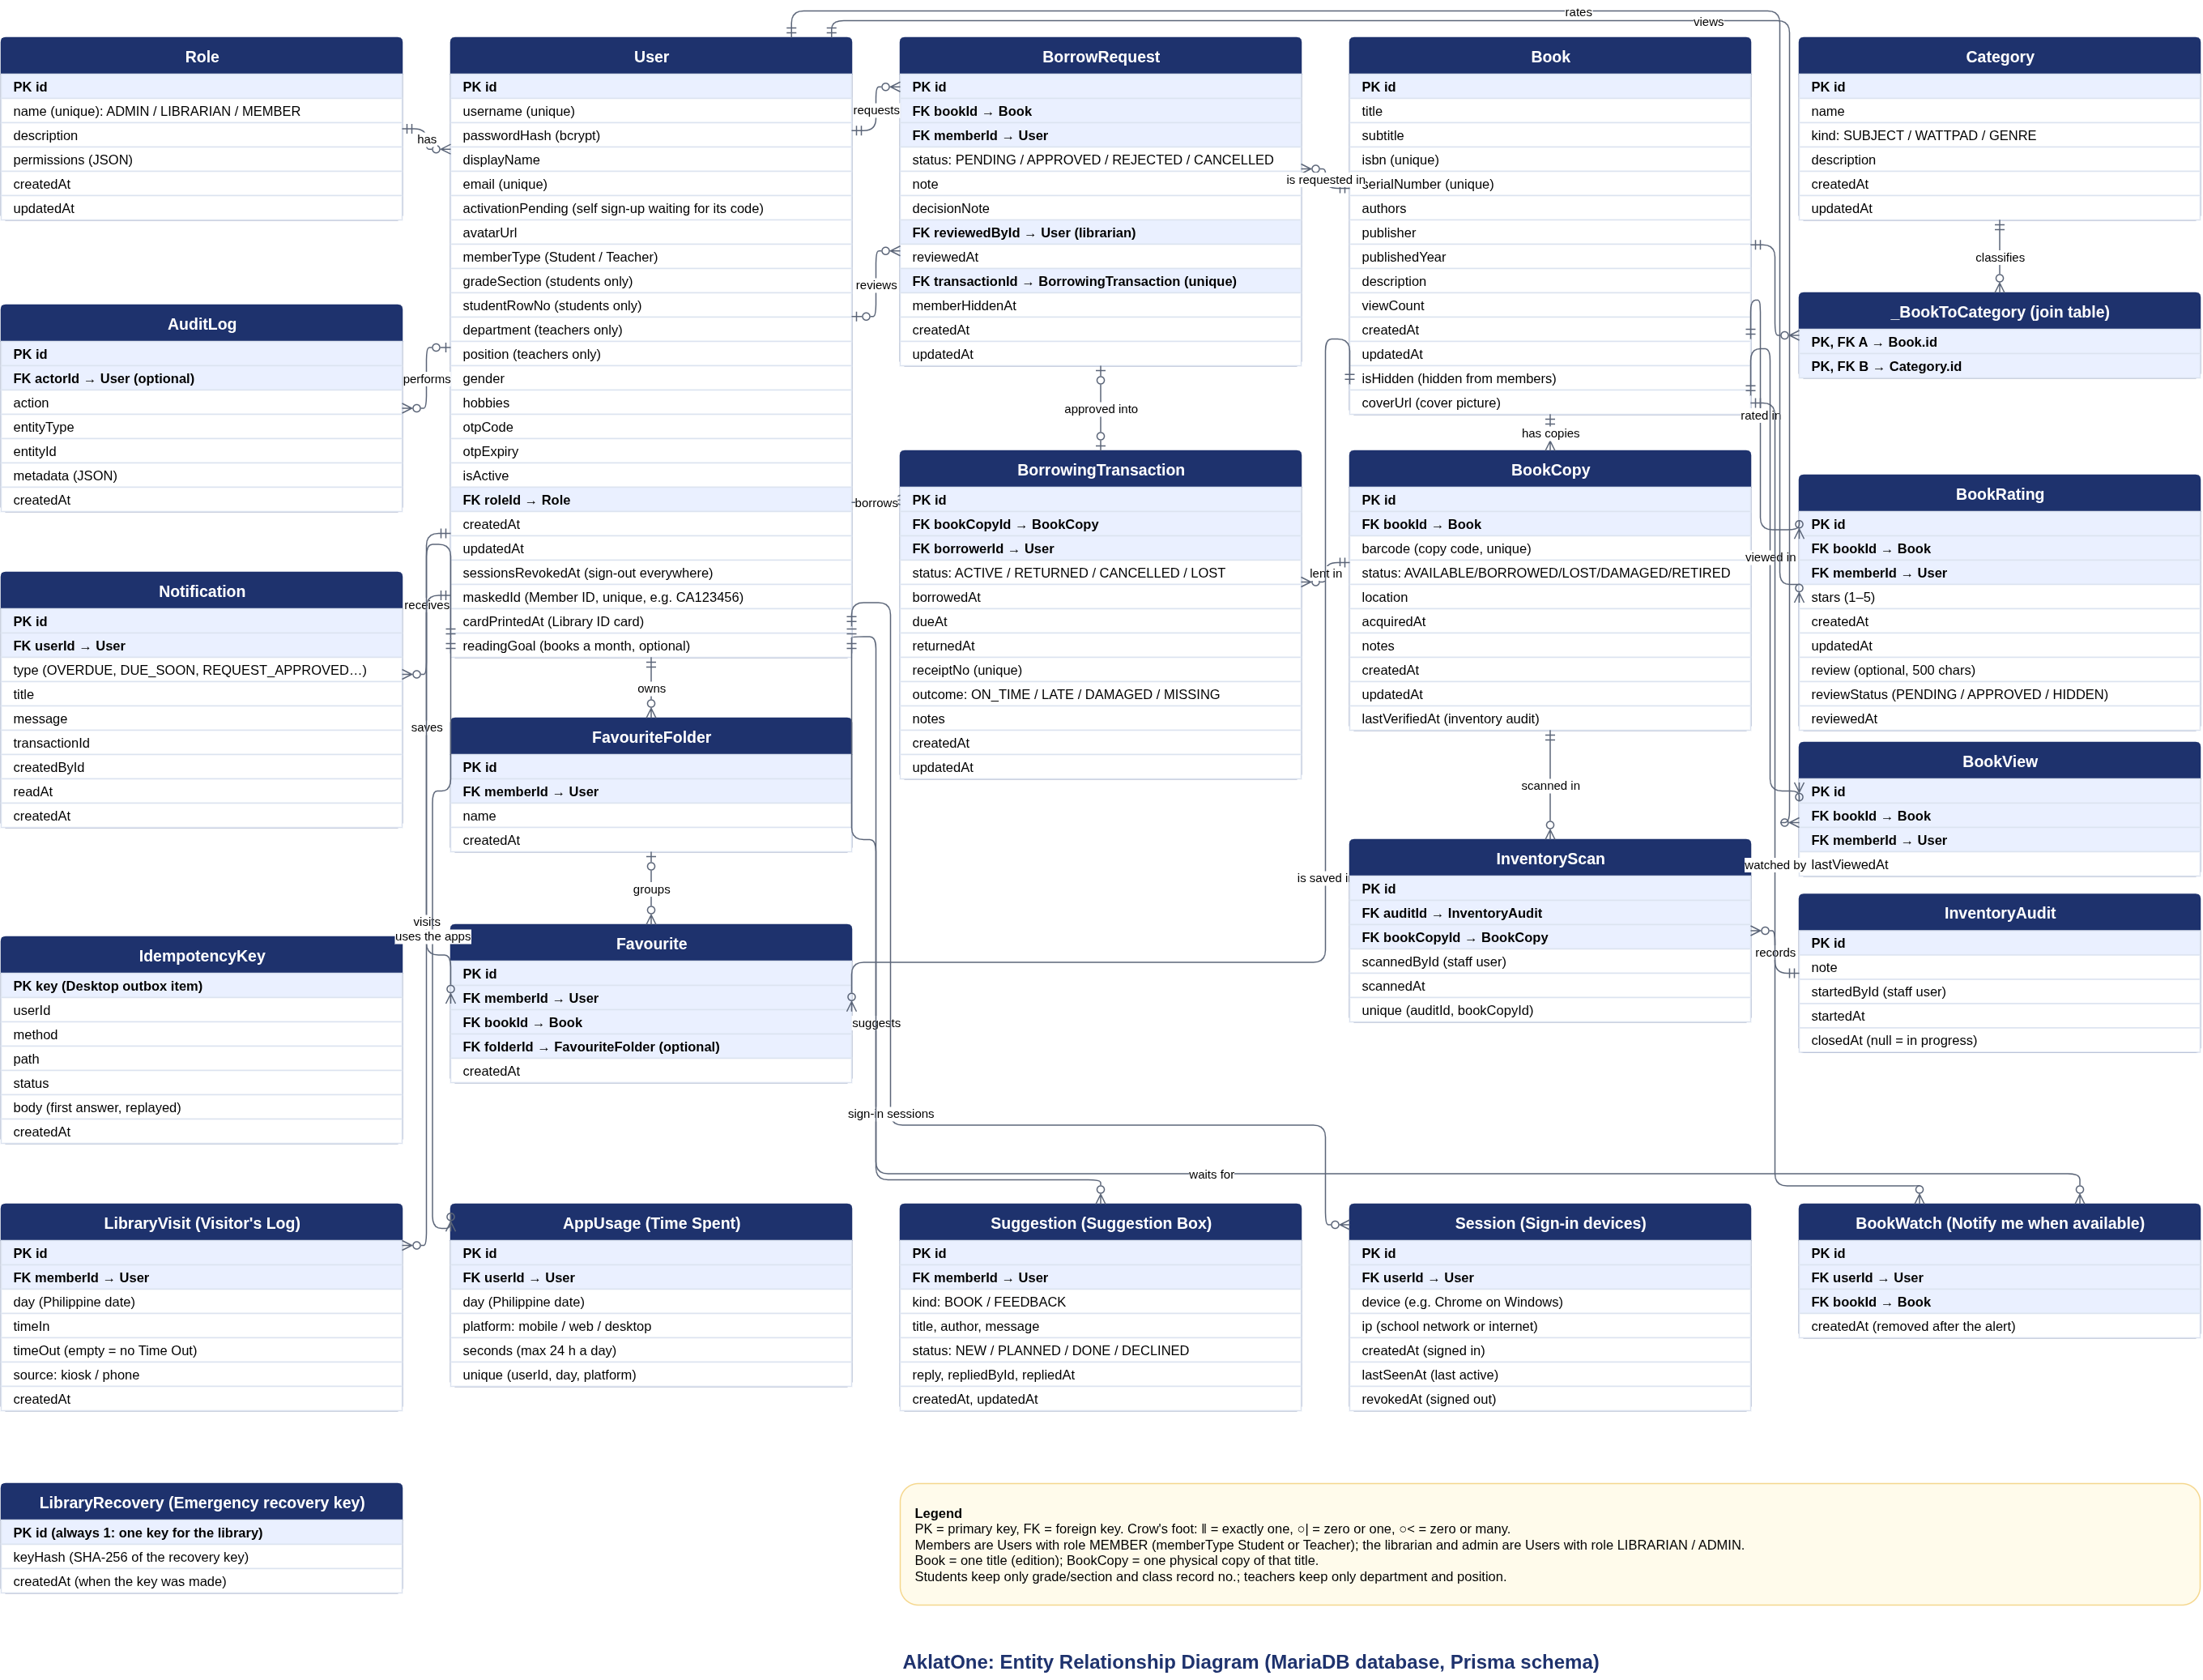 rates
views
Role
PK id
name (unique): ADMIN / LIBRARIAN / MEMBER
description
permissions (JSON)
createdAt
updatedAt
has
User
PK id
username (unique)
passwordHash (bcrypt)
displayName
email (unique)
activationPending (self sign-up waiting for its code)
avatarUrl
memberType (Student / Teacher)
gradeSection (students only)
studentRowNo (students only)
department (teachers only)
position (teachers only)
gender
hobbies
otpCode
otpExpiry
isActive
FK roleId → Role
createdAt
updatedAt
sessionsRevokedAt (sign-out everywhere)
maskedId (Member ID, unique, e.g. CA123456)
cardPrintedAt (Library ID card)
readingGoal (books a month, optional)
requests
reviews
borrows
BorrowRequest
PK id
FK bookId → Book
FK memberId → User
status: PENDING / APPROVED / REJECTED / CANCELLED
note
decisionNote
FK reviewedById → User (librarian)
reviewedAt
FK transactionId → BorrowingTransaction (unique)
memberHiddenAt
createdAt
updatedAt
is requested in
approved into
Book
PK id
title
subtitle
isbn (unique)
serialNumber (unique)
authors
publisher
publishedYear
description
viewCount
createdAt
updatedAt
isHidden (hidden from members)
coverUrl (cover picture)
has copies
rated in
viewed in
Category
PK id
name
kind: SUBJECT / WATTPAD / GENRE
description
createdAt
updatedAt
classifies
_BookToCategory (join table)
PK, FK A → Book.id
PK, FK B → Category.id
AuditLog
PK id
FK actorId → User (optional)
action
entityType
entityId
metadata (JSON)
createdAt
performs
BorrowingTransaction
PK id
FK bookCopyId → BookCopy
FK borrowerId → User
status: ACTIVE / RETURNED / CANCELLED / LOST
borrowedAt
dueAt
returnedAt
receiptNo (unique)
outcome: ON_TIME / LATE / DAMAGED / MISSING
notes
createdAt
updatedAt
lent in
BookCopy
PK id
FK bookId → Book
barcode (copy code, unique)
status: AVAILABLE/BORROWED/LOST/DAMAGED/RETIRED
location
acquiredAt
notes
createdAt
updatedAt
lastVerifiedAt (inventory audit)
scanned in
BookRating
PK id
FK bookId → Book
FK memberId → User
stars (1–5)
createdAt
updatedAt
review (optional, 500 chars)
reviewStatus (PENDING / APPROVED / HIDDEN)
reviewedAt
Notification
PK id
FK userId → User
type (OVERDUE, DUE_SOON, REQUEST_APPROVED…)
title
message
transactionId
createdById
readAt
createdAt
receives
saves
owns
FavouriteFolder
PK id
FK memberId → User
name
createdAt
groups
BookView
PK id
FK bookId → Book
FK memberId → User
lastViewedAt
watched by
is saved i
InventoryScan
PK id
FK auditId → InventoryAudit
FK bookCopyId → BookCopy
scannedById (staff user)
scannedAt
unique (auditId, bookCopyId)
records
InventoryAudit
PK id
note
startedById (staff user)
startedAt
closedAt (null = in progress)
visits
uses the apps
Favourite
PK id
FK memberId → User
FK bookId → Book
FK folderId → FavouriteFolder (optional)
createdAt
suggests
sign-in sessions
waits for
IdempotencyKey
PK key (Desktop outbox item)
userId
method
path
status
body (first answer, replayed)
createdAt
LibraryVisit (Visitor's Log)
PK id
FK memberId → User
day (Philippine date)
timeIn
timeOut (empty = no Time Out)
source: kiosk / phone
createdAt
AppUsage (Time Spent)
PK id
FK userId → User
day (Philippine date)
platform: mobile / web / desktop
seconds (max 24 h a day)
unique (userId, day, platform)
Suggestion (Suggestion Box)
PK id
FK memberId → User
kind: BOOK / FEEDBACK
title, author, message
status: NEW / PLANNED / DONE / DECLINED
reply, repliedById, repliedAt
createdAt, updatedAt
Session (Sign-in devices)
PK id
FK userId → User
device (e.g. Chrome on Windows)
ip (school network or internet)
createdAt (signed in)
lastSeenAt (last active)
revokedAt (signed out)
BookWatch (Notify me when available)
PK id
FK userId → User
FK bookId → Book
createdAt (removed after the alert)
LibraryRecovery (Emergency recovery key)
PK id (always 1: one key for the library)
keyHash (SHA-256 of the recovery key)
createdAt (when the key was made)
Legend
PK = primary key, FK = foreign key. Crow's foot: ‖ = exactly one, ○| = zero or one, ○< = zero or many.
Members are Users with role MEMBER (memberType Student or Teacher); the librarian and admin are Users with role LIBRARIAN / ADMIN.
Book = one title (edition); BookCopy = one physical copy of that title.
Students keep only grade/section and class record no.; teachers keep only department and position.
AklatOne: Entity Relationship Diagram (MariaDB database, Prisma schema)